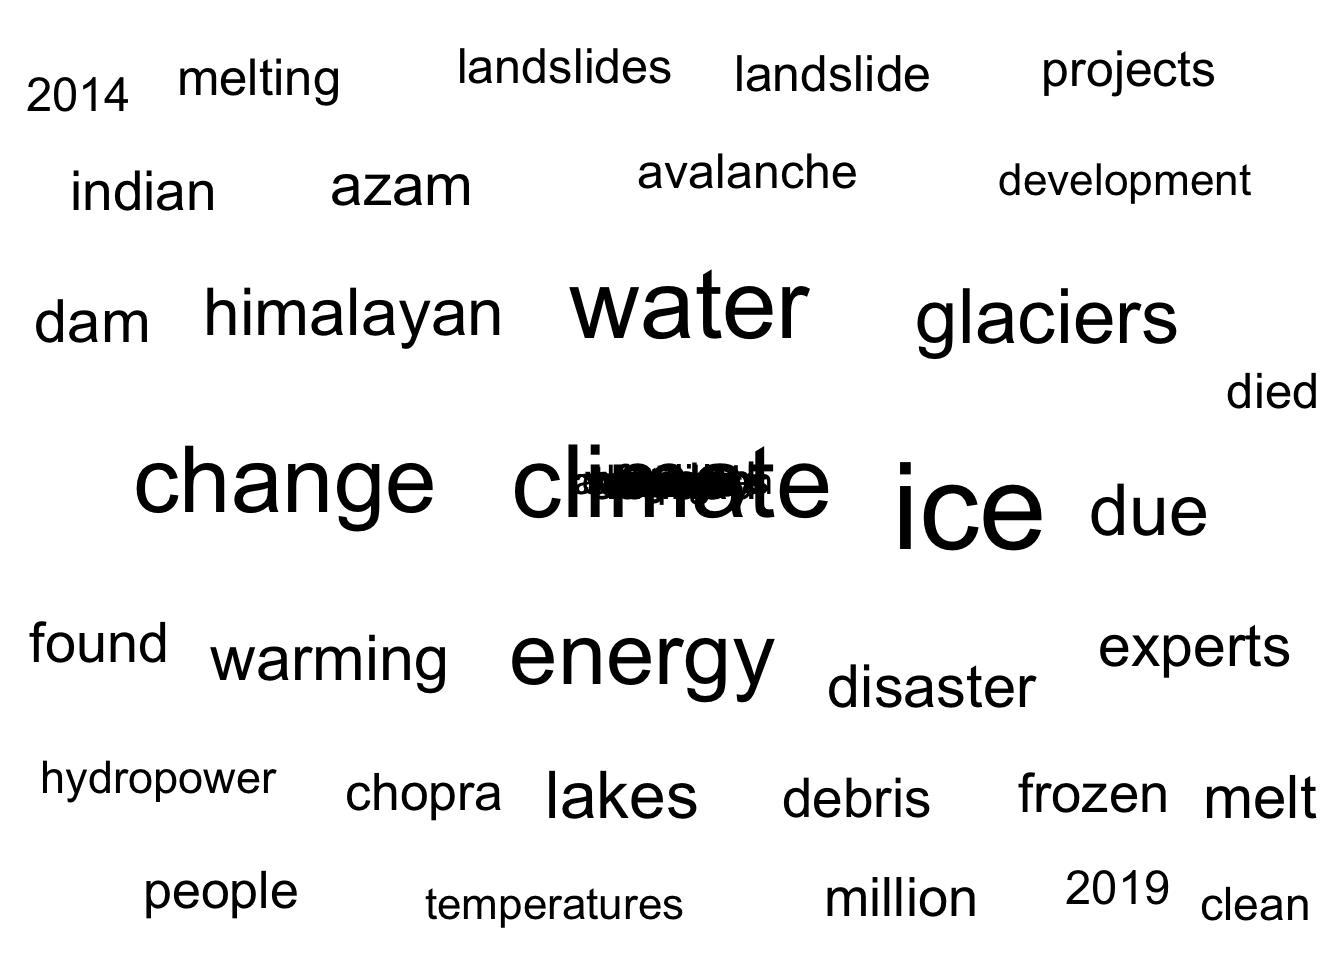 2014 melting landslides landslide projects
indian azam avalanche development
dam himalayan water glaciers
died
change climate ice due
found warming energy disaster experts
hydropower chopra lakes debris frozen melt
people temperatures million 2019 clean